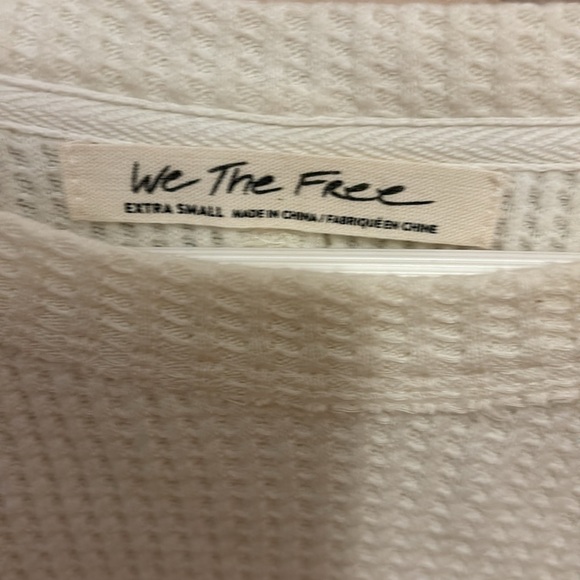 We The Free
EXTRA SMALL MADE IN CHINA / FABRIQUÉ EN CHINE